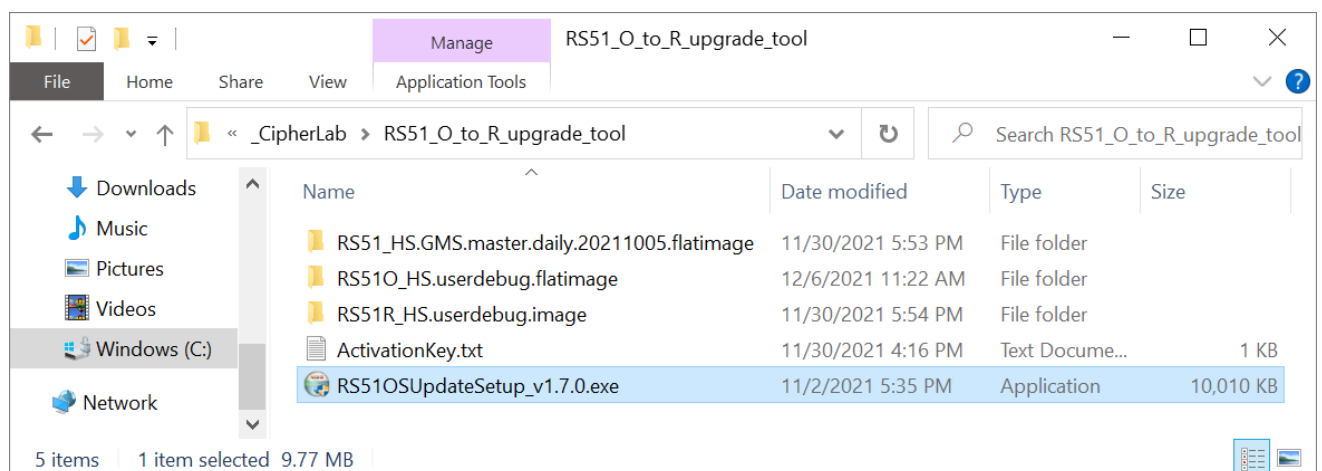 Manage RS51_O_to_R_upgrade_tool
File Home Share View Application Tools ?
« _CipherLab > RS51_O_to_R_upgrade_tool Search RS51_O_to_R_upgrade_tool
Downloads Name Date modified Type Size
Music RS51_HS.GMS.master.daily.20211005.flatimage 11/30/2021 5:53 PM File folder
Pictures RS51O_HS.userdebug.flatimage 12/6/2021 11:22 AM File folder
Videos RS51R_HS.userdebug.image 11/30/2021 5:54 PM File folder
Windows (C:) ActivationKey.txt 11/30/2021 4:16 PM Text Docume... 1 KB
Network RS51OSUpdateSetup_v1.7.0.exe 11/2/2021 5:35 PM Application 10,010 KB
5 items 1 item selected 9.77 MB